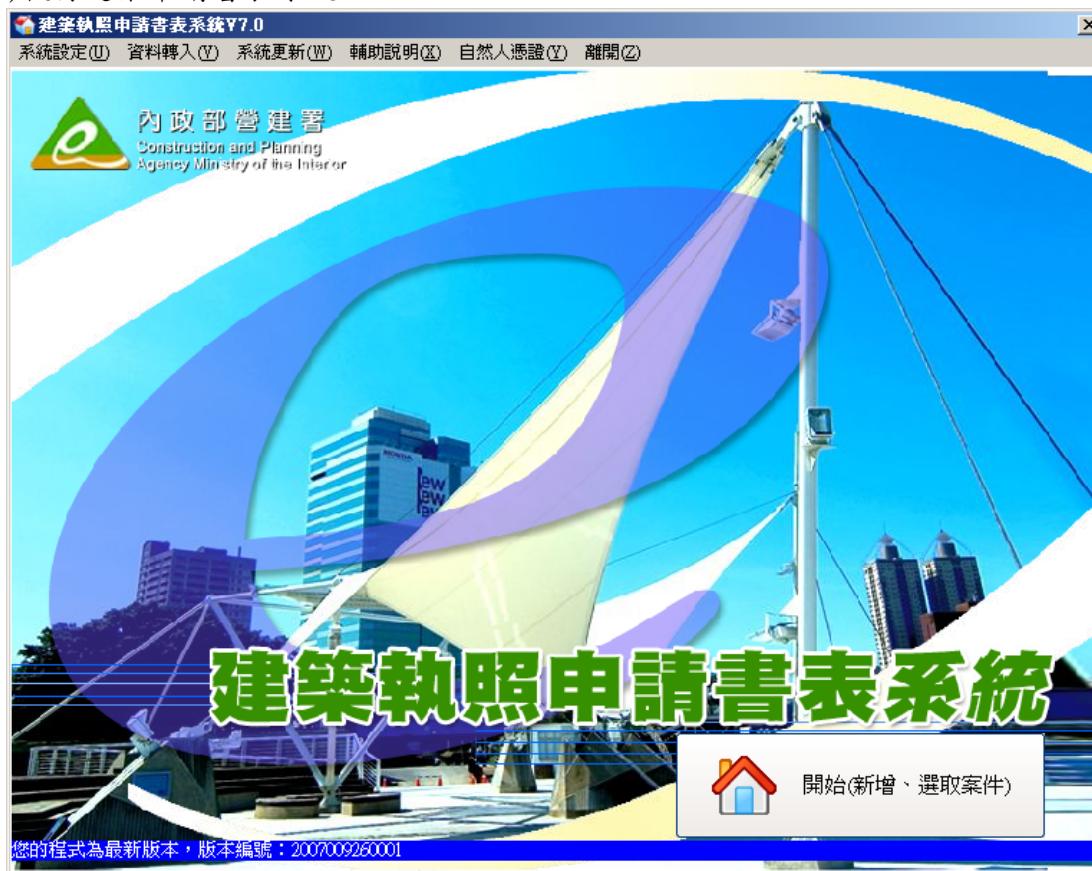 建築執照申請書表系統V7.0
系統設定(U) 資料轉入(V) 系統更新(W) 輔助說明(X) 自然人憑證(Y) 離開(Z)
內政部營建署
Construction and Planning
Agency Ministry of the Interior
HONDA
New
New
建築執照申請書表系統
開始(新增、選取案件)
您的程式為最新版本，版本編號：2007009260001